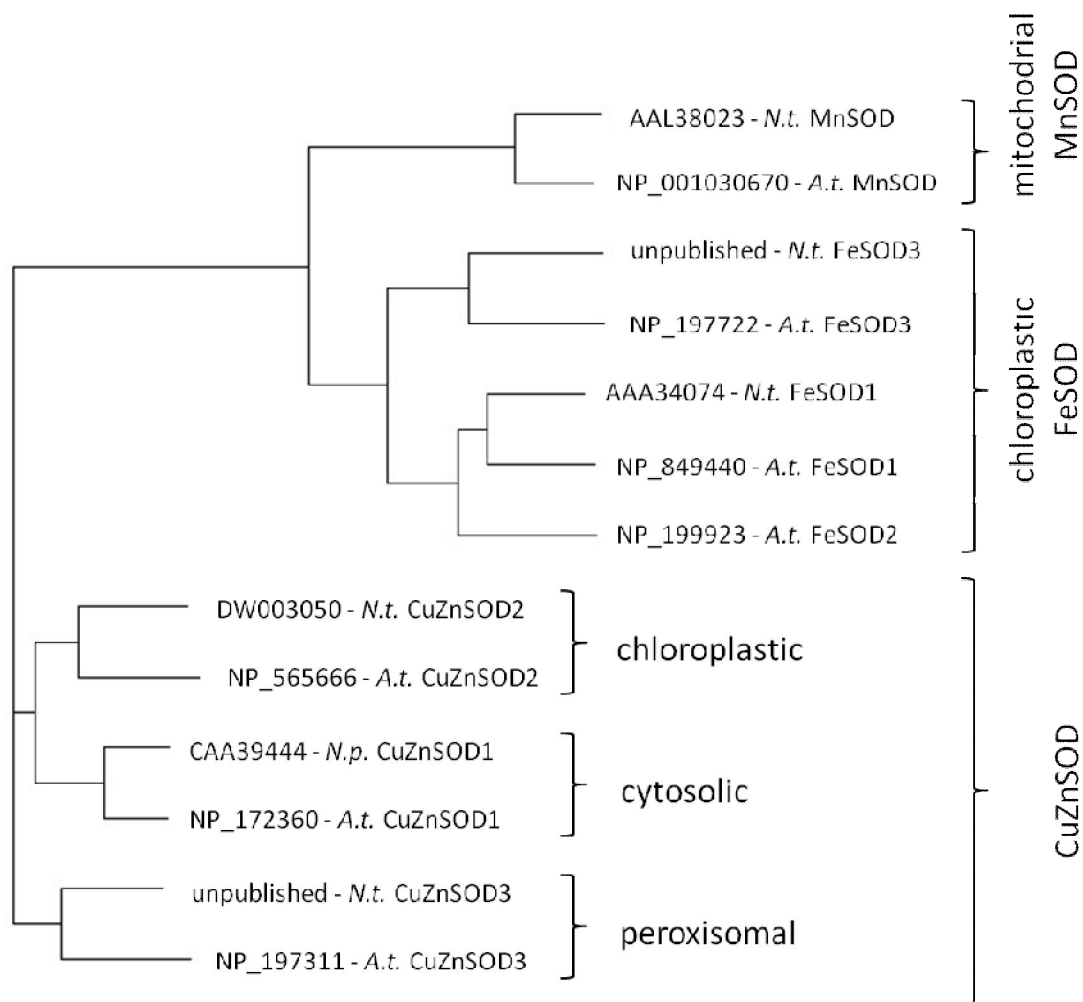 mitochodrial
MnSOD
AAL38023 - N.t. MnSOD
NP_001030670 - A.t. MnSOD
unpublished - N.t. FeSOD3
NP_197722 - A.t. FeSOD3
AAA34074 - N.t. FeSOD1
NP_849440 - A.t. FeSOD1
NP_199923 - A.t. FeSOD2
chloroplastic
FeSOD
DW003050 - N.t. CuZnSOD2
NP_565666 - A.t. CuZnSOD2
chloroplastic
CAA39444 - N.p. CuZnSOD1
NP_172360 - A.t. CuZnSOD1
cytosolic
unpublished - N.t. CuZnSOD3
NP_197311 - A.t. CuZnSOD3
peroxisomal
CuZnSOD